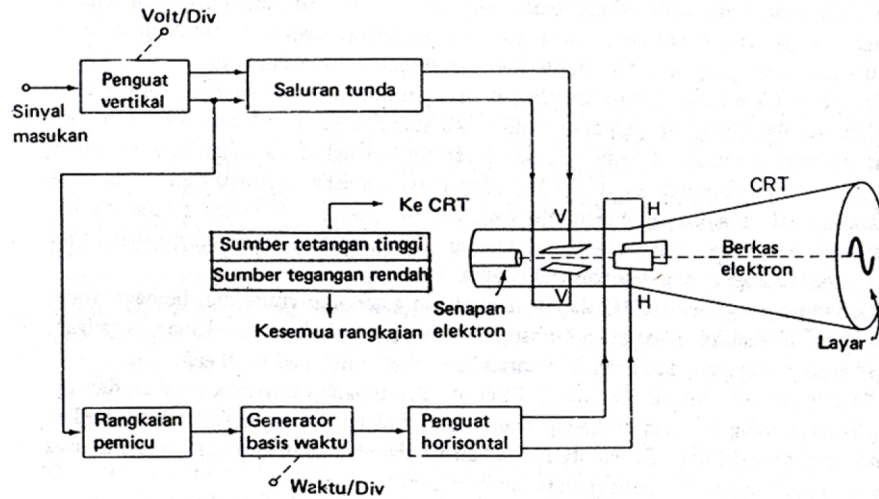 Volt/Div
Penguat
vertikal
Saluran tunda
Sinyal
masukan
Ke CRT
CRT
V
H
Sumber tetangan tinggi
Sumber tegangan rendah
Berkas
elektron
V
H
Senapan
elektron
Kesemua rangkaian
Layar
Rangkaian
pemicu
Generator
basis waktu
Penguat
horisontal
Waktu/Div